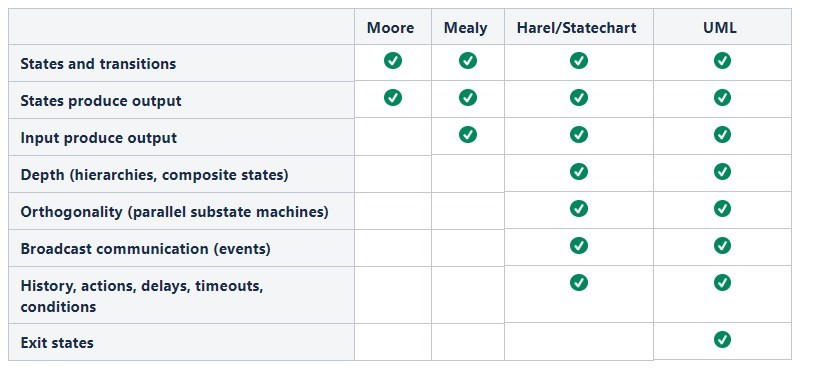 Moore Mealy Harel/Statechart UML
States and transitions
States produce output
Input produce output
Depth (hierarchies, composite states)
Orthogonality (parallel substate machines)
Broadcast communication (events)
History, actions, delays, timeouts,
conditions
Exit states